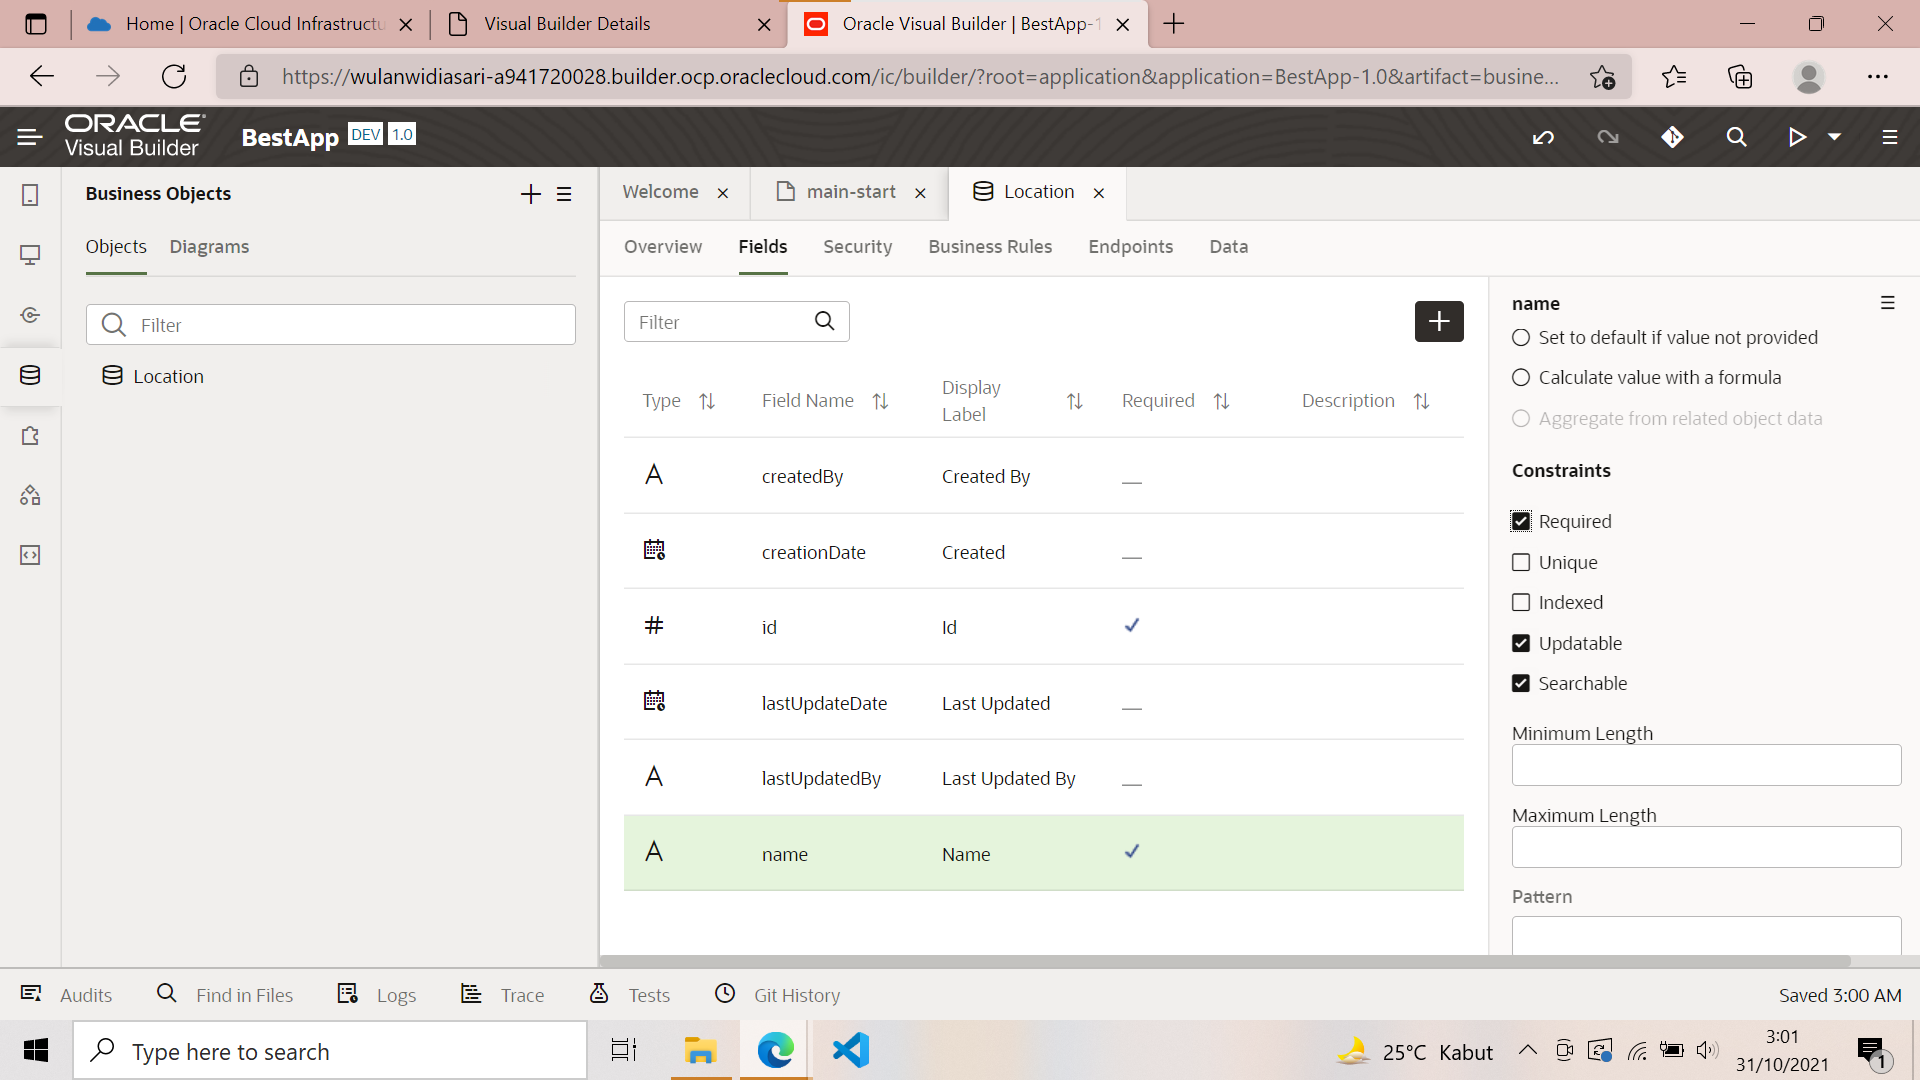 Home | Oracle Cloud Infrastructu
Visual Builder Details
Oracle Visual Builder | BestApp-1
https://wulanwidiasari-a941720028.builder.ocp.oraclecloud.com/ic/builder/?root=application&application=BestApp-1.0&artifact=busine...
ORACLE
Visual Builder
BestApp DEV 1.0
Business Objects
Objects Diagrams
Filter
Location
Welcome
main-start
Location
Overview Fields Security Business Rules Endpoints Data
Filter
Type Field Name Display Label Required Description
createdBy Created By
creationDate Created
id Id
lastUpdateDate Last Updated
lastUpdatedBy Last Updated By
name Name
name
Set to default if value not provided
Calculate value with a formula
Aggregate from related object data
Constraints
Required
Unique
Indexed
Updatable
Searchable
Minimum Length
Maximum Length
Pattern
Audits Find in Files Logs Trace Tests Git History Saved 3:00 AM
Type here to search
25°C Kabut
3:01
31/10/2021
1